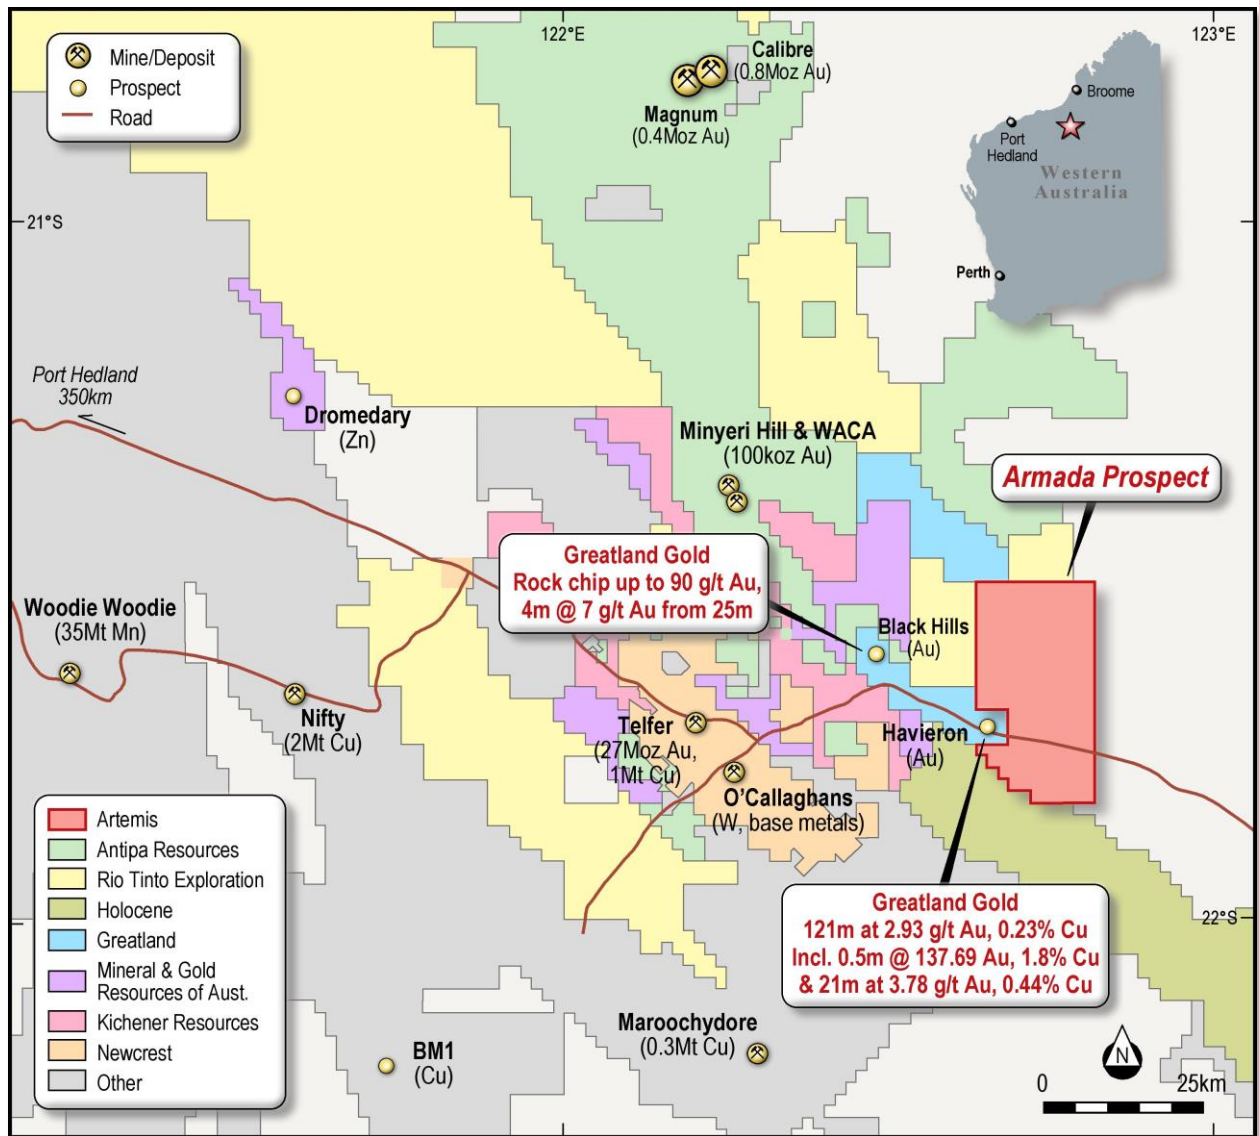 122°E
123°E
Mine/Deposit
Prospect
Road
Calibre
(0.8Moz Au)
Magnum
(0.4Moz Au)
Broome
Port
Hedland
Western
Australia
Perth
21°S
Port Hedland
350km
Dromedary
(Zn)
Minyeri Hill & WACA
(100koz Au)
Armada Prospect
Greatland Gold
Rock chip up to 90 g/t Au,
4m @ 7 g/t Au from 25m
Woodie Woodie
(35Mt Mn)
Black Hills
(Au)
Nifty
(2Mt Cu)
Telfer
(27Moz Au,
1Mt Cu)
Havieron
(Au)
O'Callaghans
(W, base metals)
Artemis
Antipa Resources
Rio Tinto Exploration
Holocene
Greatland
Mineral & Gold
Resources of Aust.
Kichener Resources
Newcrest
Other
Greatland Gold
121m at 2.93 g/t Au, 0.23% Cu
Incl. 0.5m @ 137.69 Au, 1.8% Cu
& 21m at 3.78 g/t Au, 0.44% Cu
22°S
Maroochydore
(0.3Mt Cu)
BM1
(Cu)
N
0
25km